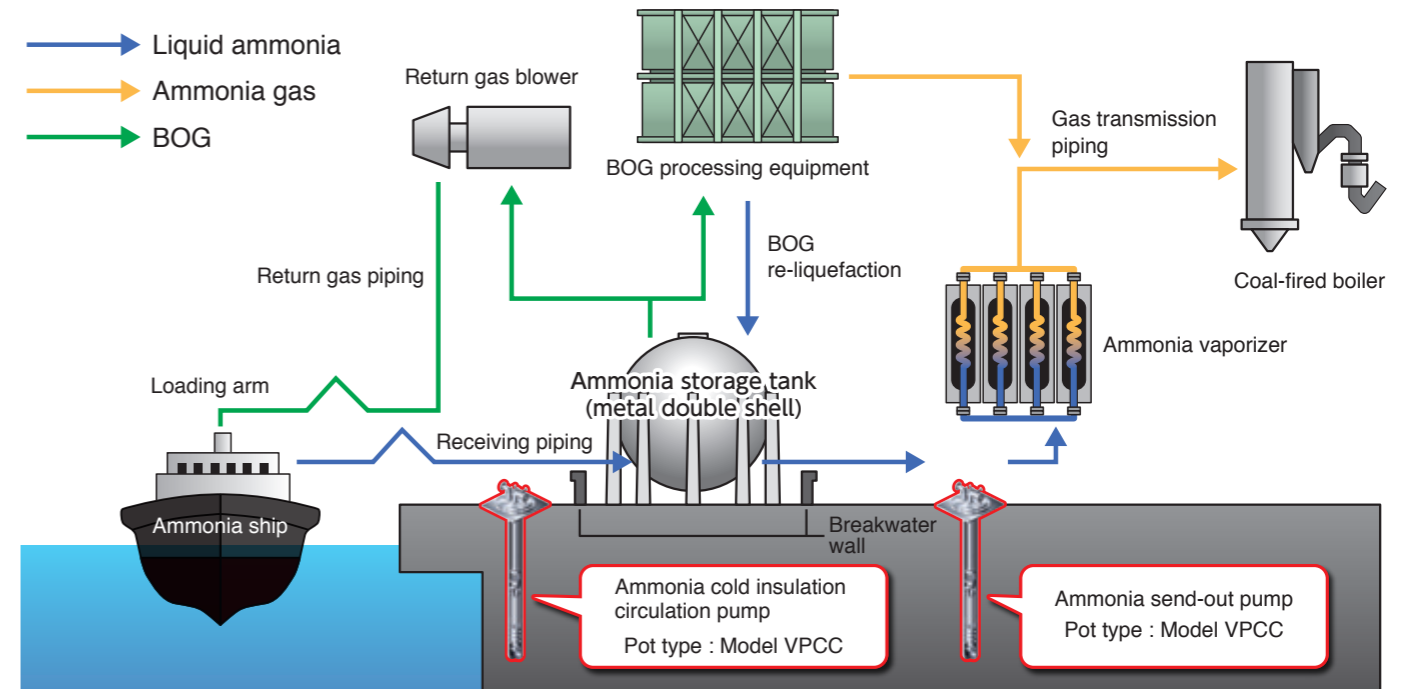 Liquid ammonia
Ammonia gas
BOG
Return gas blower
BOG processing equipment
Gas transmission
piping
Coal-fired boiler
BOG
re-liquefaction
Return gas piping
Ammonia vaporizer
Loading arm
Ammonia storage tank
(metal double shell)
Receiving piping
Ammonia ship
Breakwater
wall
Ammonia cold insulation
circulation pump
Pot type : Model VPCC
Ammonia send-out pump
Pot type : Model VPCC